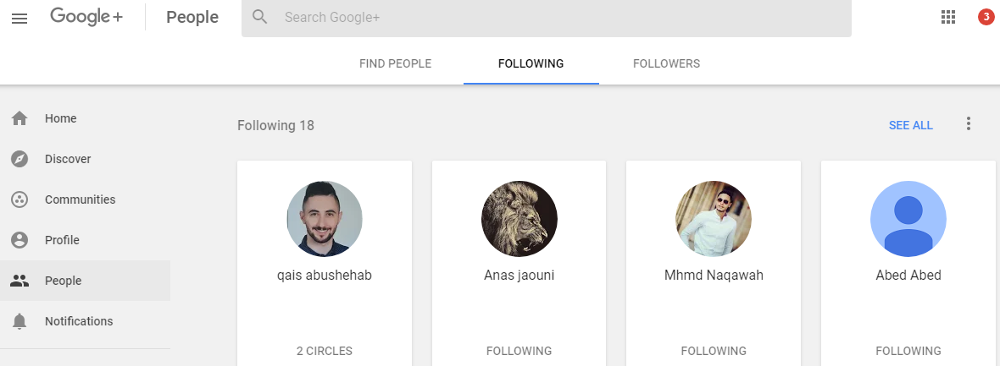 Google+ People Search Google+ 3
FIND PEOPLE FOLLOWING FOLLOWERS
Home
Discover
Communities
Profile
People
Notifications
Following 18 SEE ALL
qais abushehab Anas jaouni Mhmd Naqawah Abed Abed
2 CIRCLES FOLLOWING FOLLOWING FOLLOWING